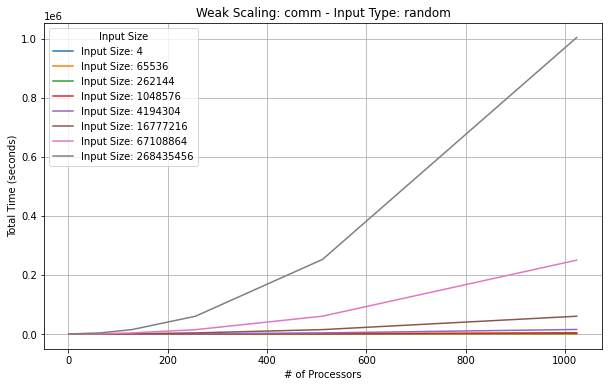 Weak Scaling: comm - Input Type: random
1e6
Input Size
Input Size: 4
Input Size: 65536
Input Size: 262144
Input Size: 1048576
Input Size: 4194304
Input Size: 16777216
Input Size: 67108864
Input Size: 268435456
Total Time (seconds)
1.0
0.8
0.6
0.4
0.2
0.0
0 200 400 600 800 1000
# of Processors